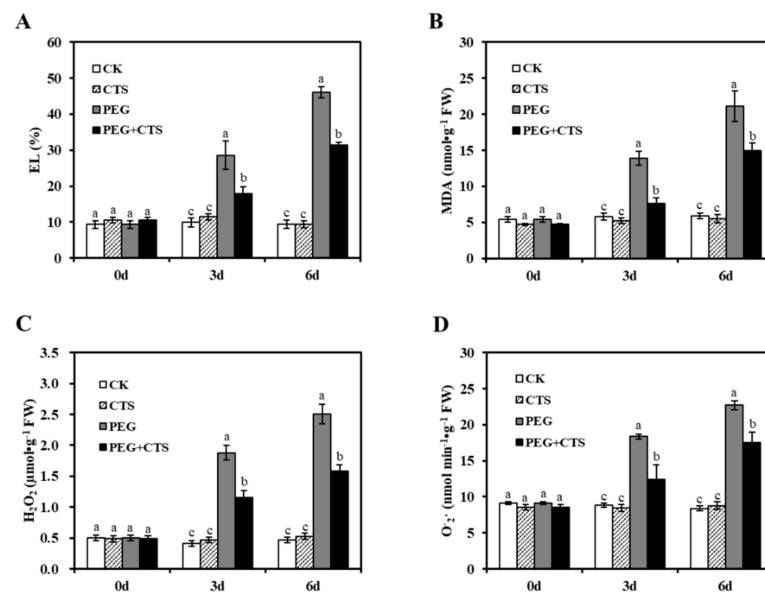 A
60
50
40
30
20
10
0
EL (%)
CK
CTS
PEG
PEG+CTS
a a a a
c c a b
c c a b
0d 3d 6d
B
30
25
20
15
10
5
0
MDA (nmol•g⁻¹ FW)
CK
CTS
PEG
PEG+CTS
a a a a
c c a b
c c a b
0d 3d 6d
C
3.5
3.0
2.5
2.0
1.5
1.0
0.5
0.0
H₂O₂ (µmol•g⁻¹ FW)
CK
CTS
PEG
PEG+CTS
a a a a
c c a b
c c a b
0d 3d 6d
D
30
25
20
15
10
5
0
O⁻₂· (nmol min⁻¹•g⁻¹ FW)
CK
CTS
PEG
PEG+CTS
a a a a
c c a b
c c a b
0d 3d 6d